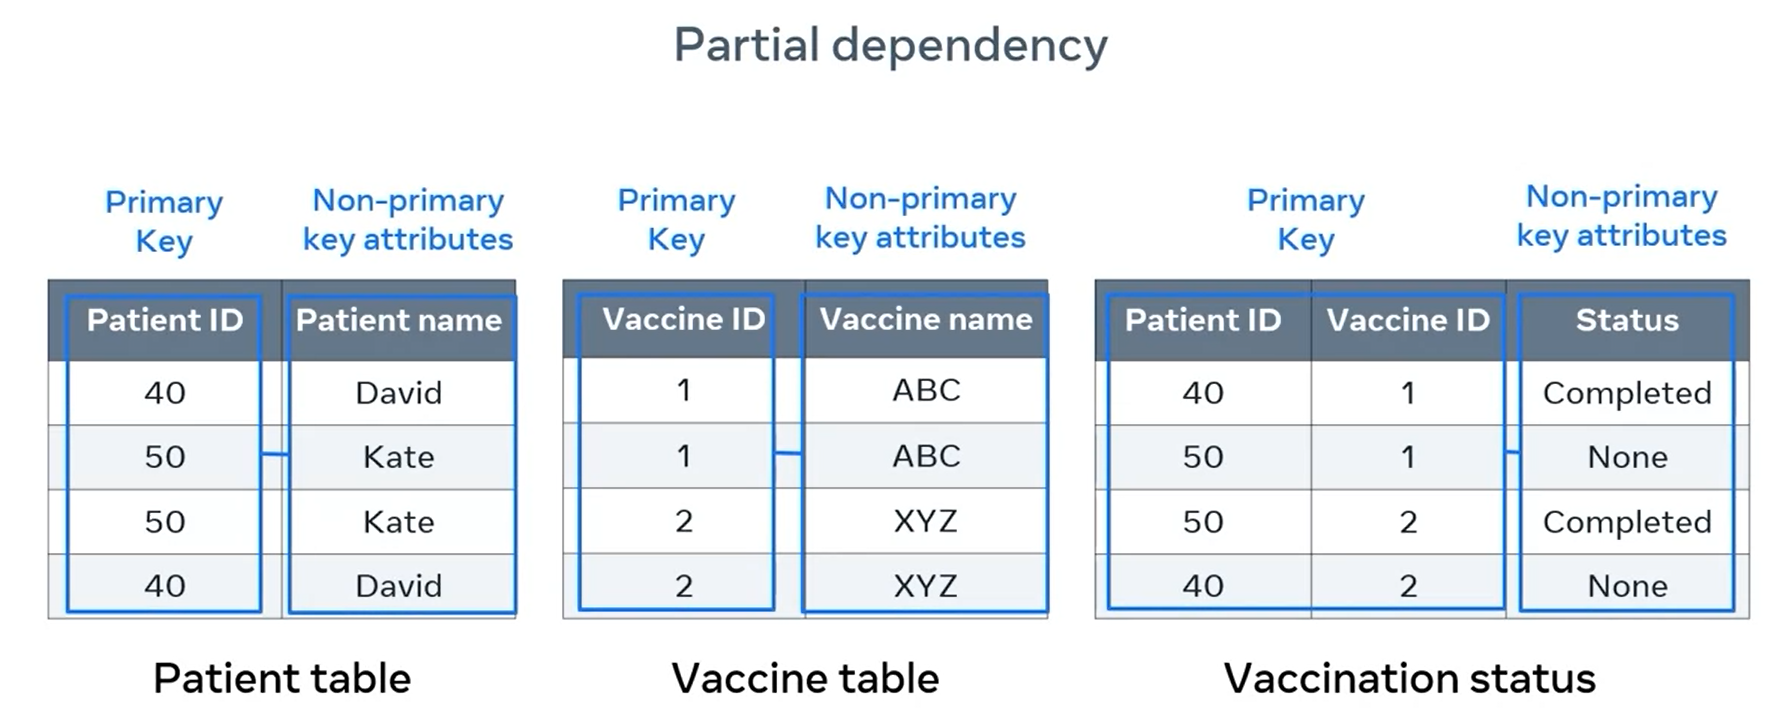 Partial dependency
Primary
Key
Non-primary
key attributes
Primary
Key
Non-primary
key attributes
Primary
Key
Non-primary
key attributes
Patient ID Patient name
40 David
50 Kate
50 Kate
40 David
Patient table
Vaccine ID Vaccine name
1 ABC
1 ABC
2 XYZ
2 XYZ
Vaccine table
Patient ID Vaccine ID Status
40 1 Completed
50 1 None
50 2 Completed
40 2 None
Vaccination status